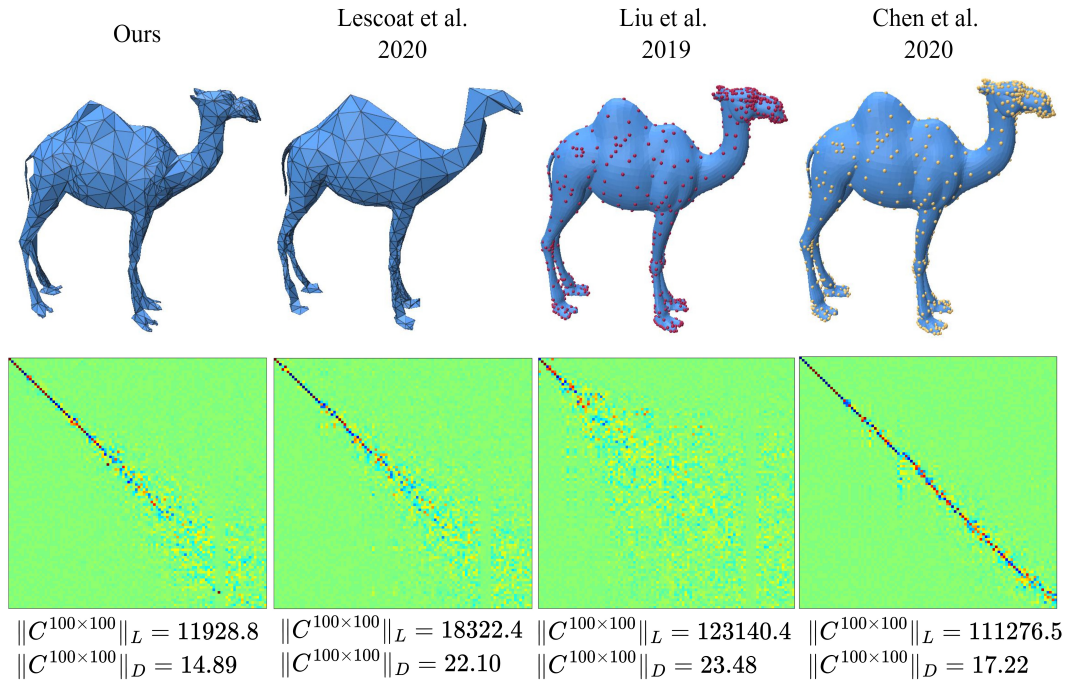 Ours
Lescoat et al.
2020
Liu et al.
2019
Chen et al.
2020
‖C^{100×100}‖_L = 11928.8
‖C^{100×100}‖_D = 14.89
‖C^{100×100}‖_L = 18322.4
‖C^{100×100}‖_D = 22.10
‖C^{100×100}‖_L = 123140.4
‖C^{100×100}‖_D = 23.48
‖C^{100×100}‖_L = 111276.5
‖C^{100×100}‖_D = 17.22